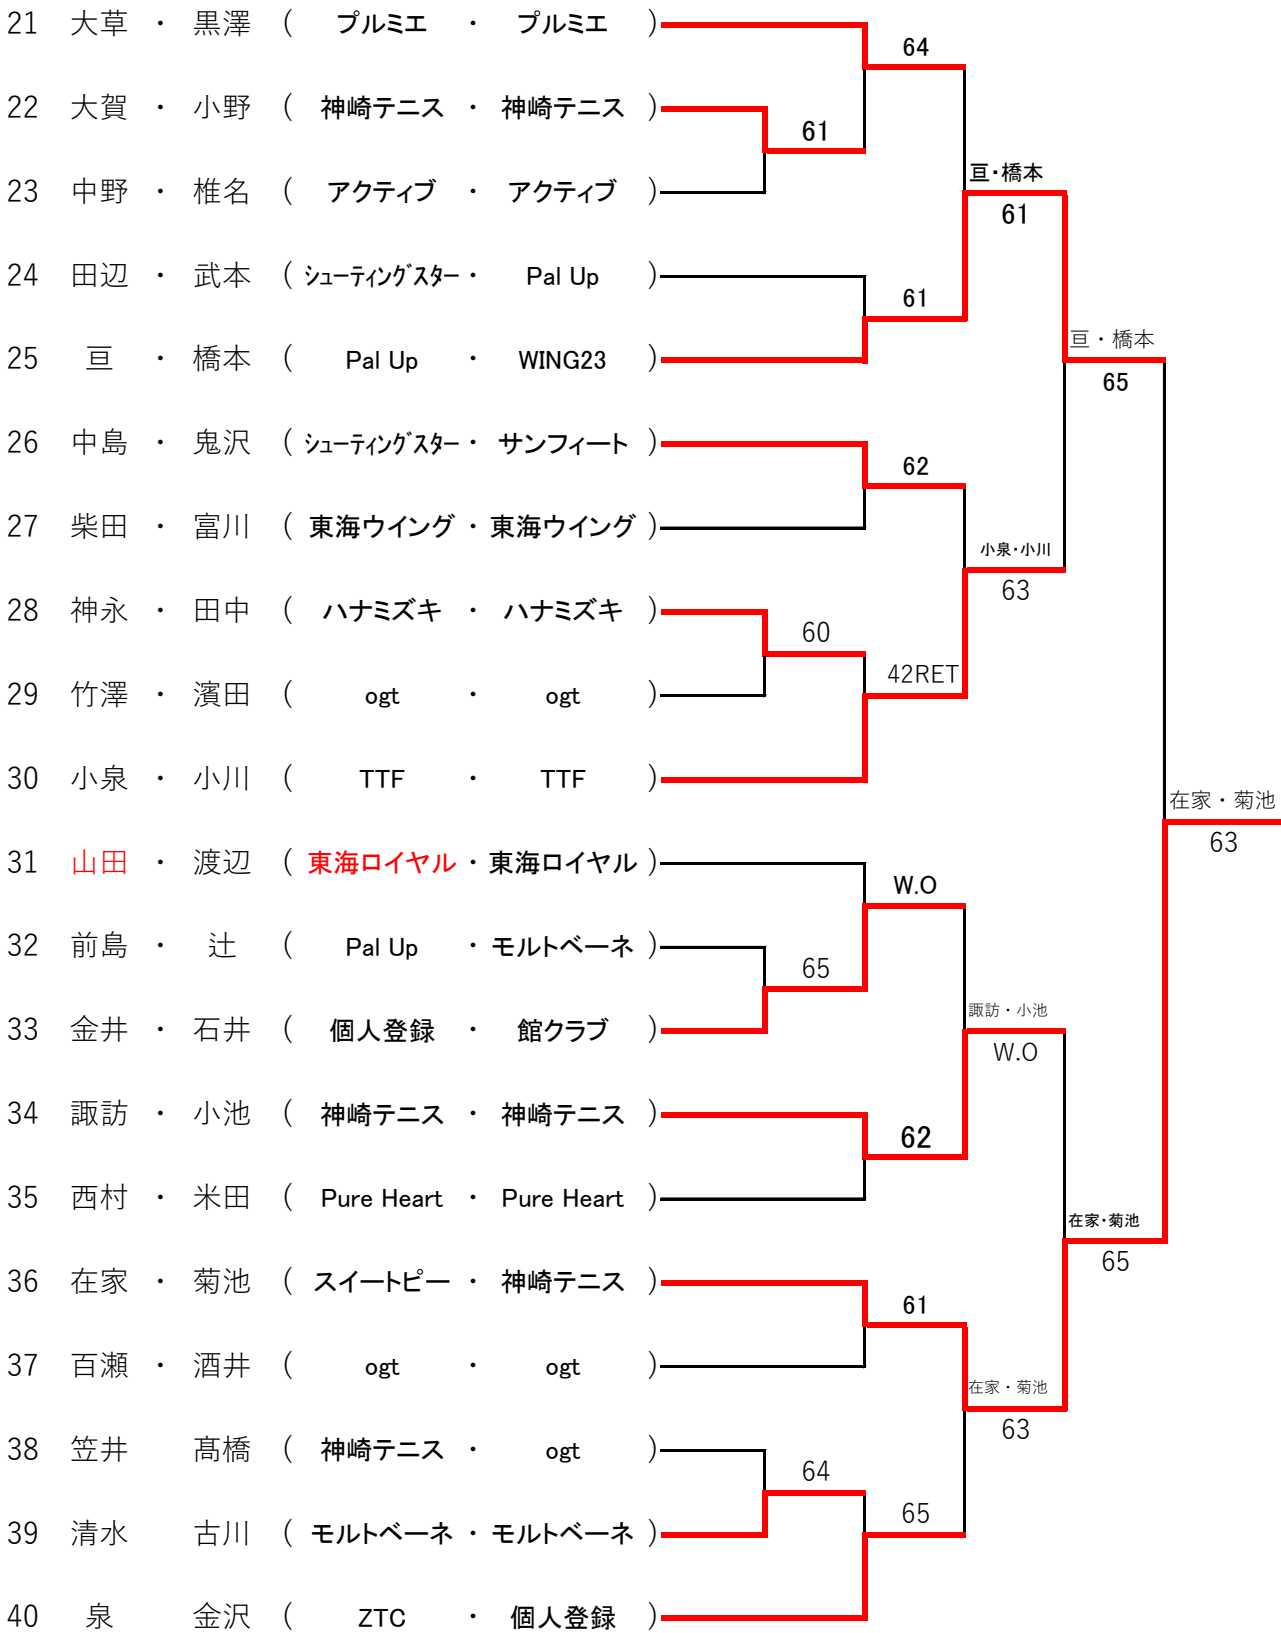 21 大草 ・ 黒澤 ( プルミエ ・ プルミエ )
64
22 大賀 ・ 小野 ( 神崎テニス ・ 神崎テニス )
61
亘・橋本
23 中野 ・ 椎名 ( アクティブ ・ アクティブ )
61
24 田辺 ・ 武本 ( シューティングスター ・ Pal Up )
61
亘・橋本
25 亘 ・ 橋本 ( Pal Up ・ WING23 )
65
26 中島 ・ 鬼沢 ( シューティングスター ・ サンフィート )
62
27 柴田 ・ 富川 ( 東海ウイング ・ 東海ウイング )
小泉・小川
63
28 神永 ・ 田中 ( ハナミズキ ・ ハナミズキ )
60
42RET
29 竹澤 ・ 濱田 ( ogt ・ ogt )
30 小泉 ・ 小川 ( TTF ・ TTF )
在家・菊池
63
31 山田 ・ 渡辺 ( 東海ロイヤル ・ 東海ロイヤル )
W.O
32 前島 ・ 辻 ( Pal Up ・ モルトベーネ )
65
諏訪・小池
33 金井 ・ 石井 ( 個人登録 ・ 館クラブ )
W.O
34 諏訪 ・ 小池 ( 神崎テニス ・ 神崎テニス )
62
35 西村 ・ 米田 ( Pure Heart ・ Pure Heart )
在家・菊池
65
36 在家 ・ 菊池 ( スイートピー ・ 神崎テニス )
61
37 百瀬 ・ 酒井 ( ogt ・ ogt )
在家・菊池
63
38 笠井 髙橋 ( 神崎テニス ・ ogt )
64
65
39 清水 古川 ( モルトベーネ ・ モルトベーネ )
40 泉 金沢 ( ZTC ・ 個人登録 )